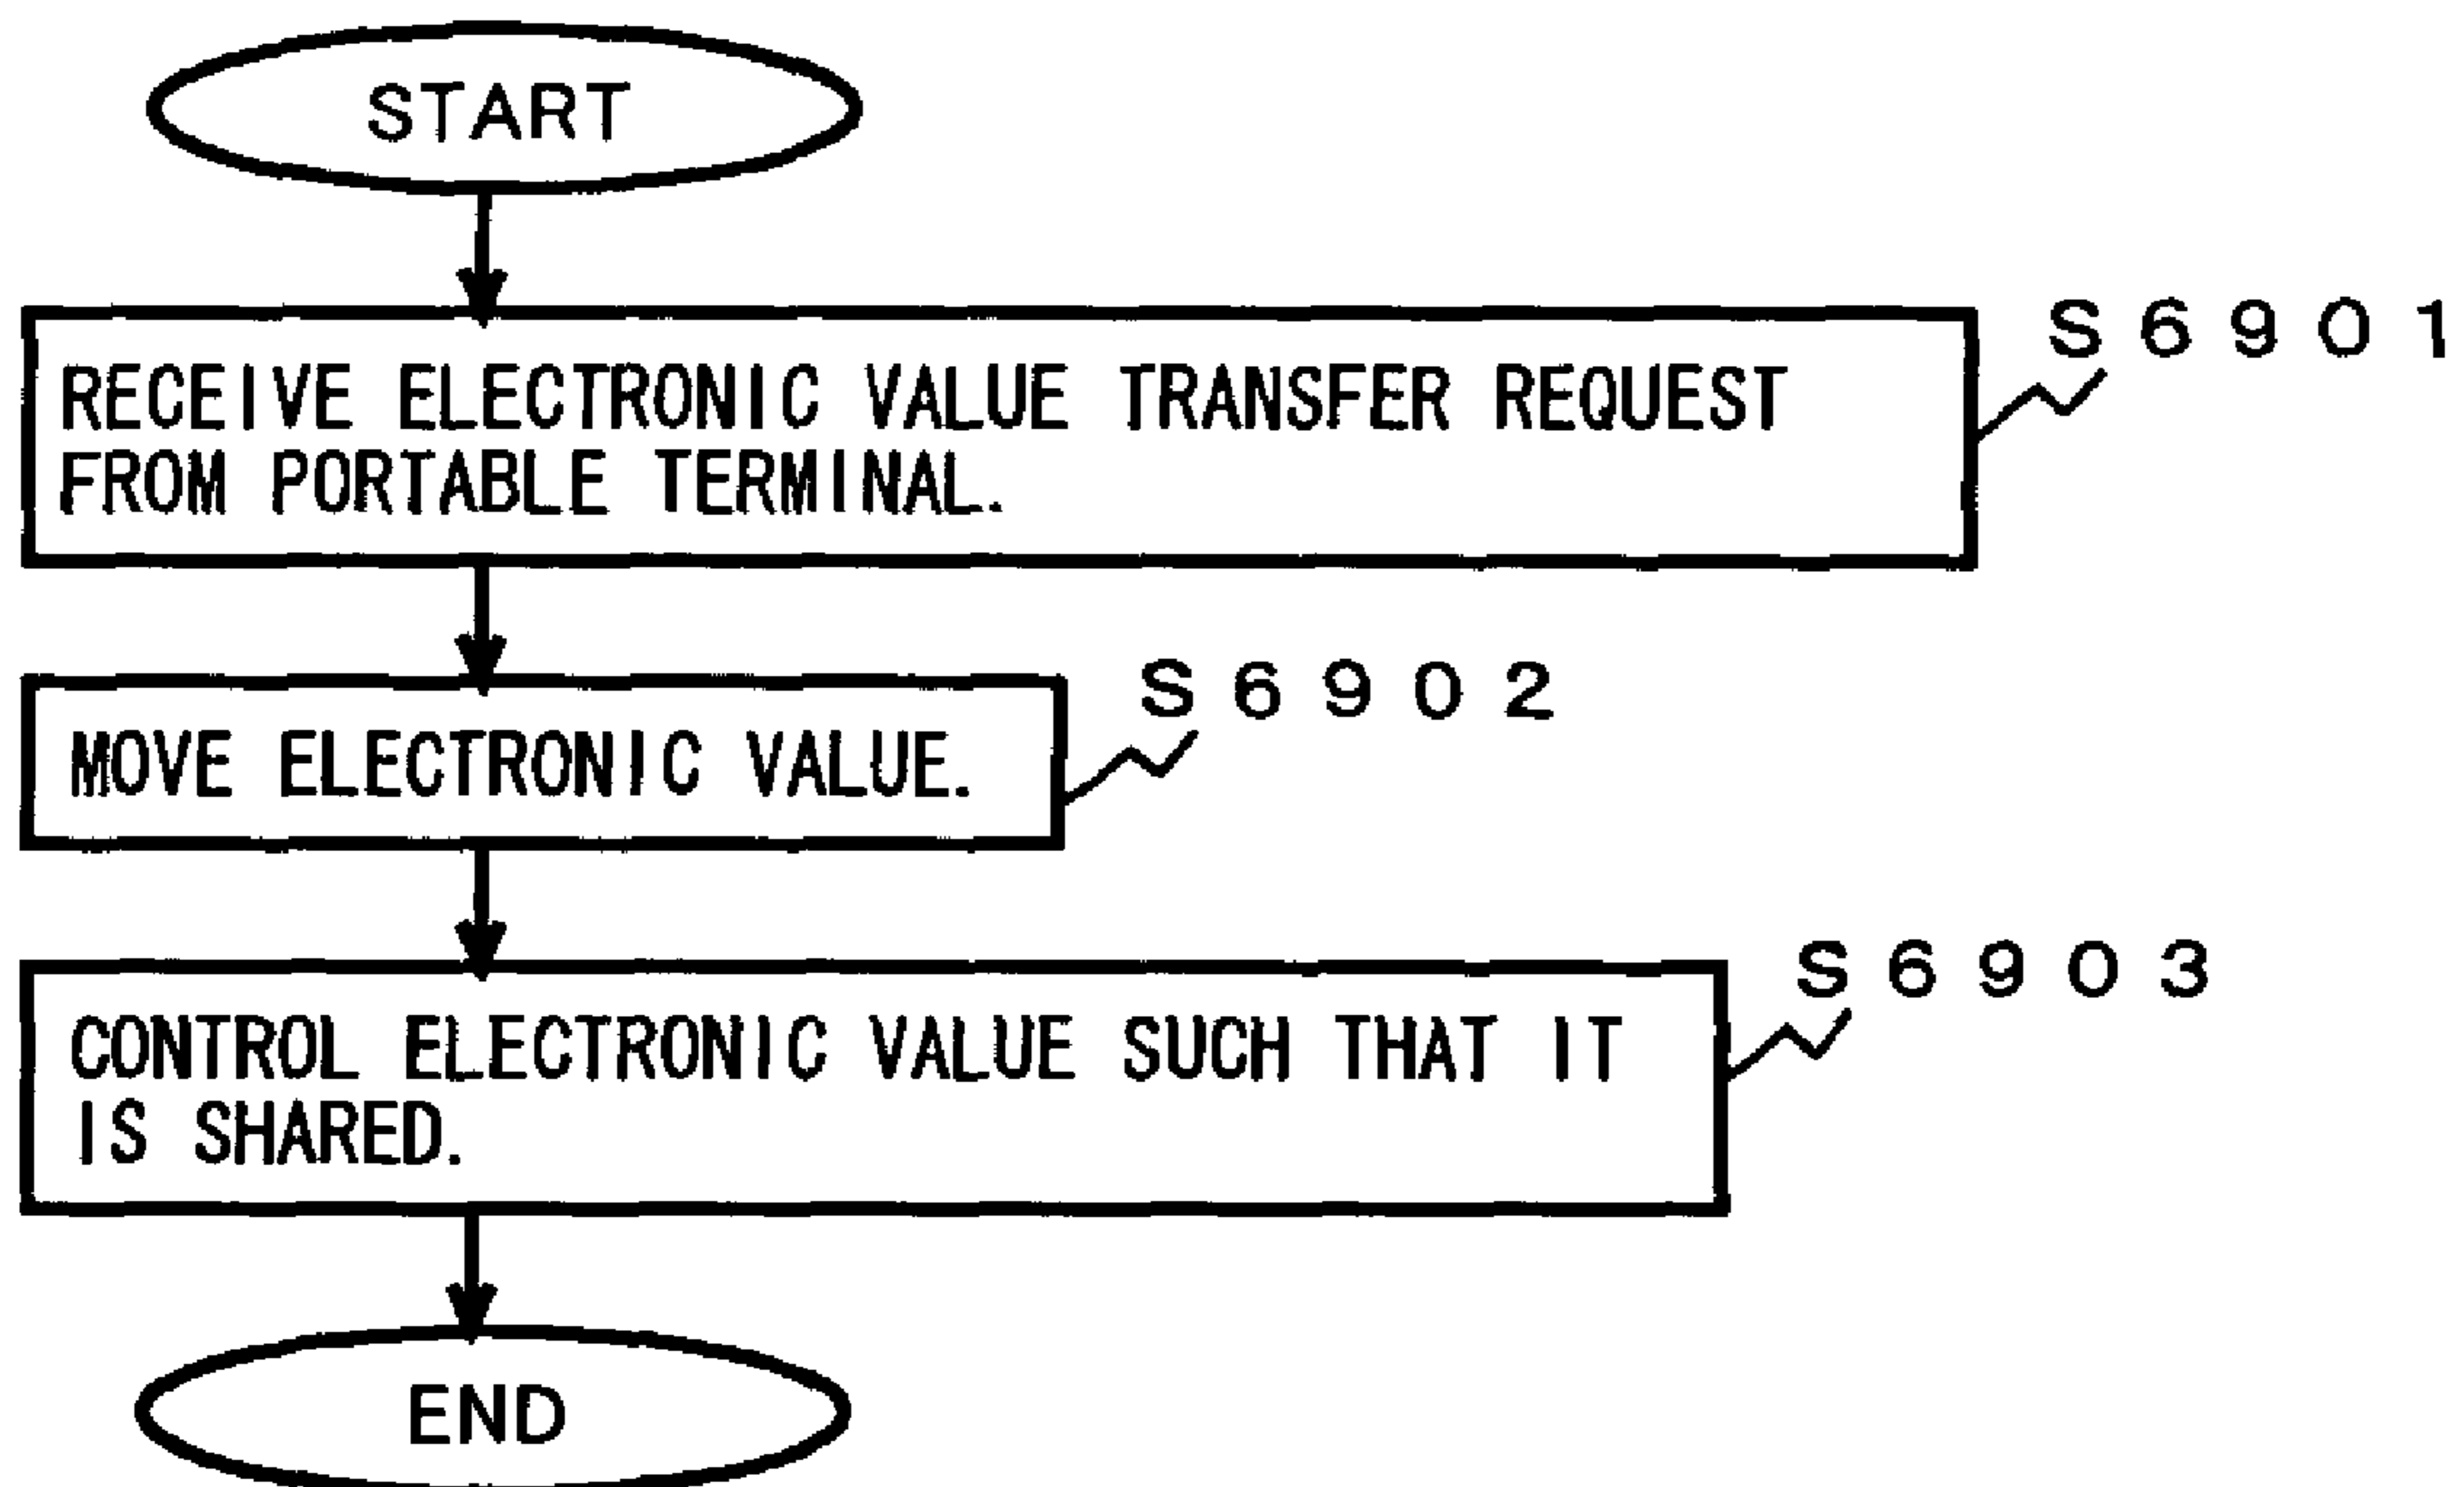 START
S6901
RECEIVE ELECTRONIC VALUE TRANSFER REQUEST
FROM PORTABLE TERMINAL.
S6902
MOVE ELECTRONIC VALUE.
S6903
CONTROL ELECTRONIC VALUE SUCH THAT IT
IS SHARED.
END